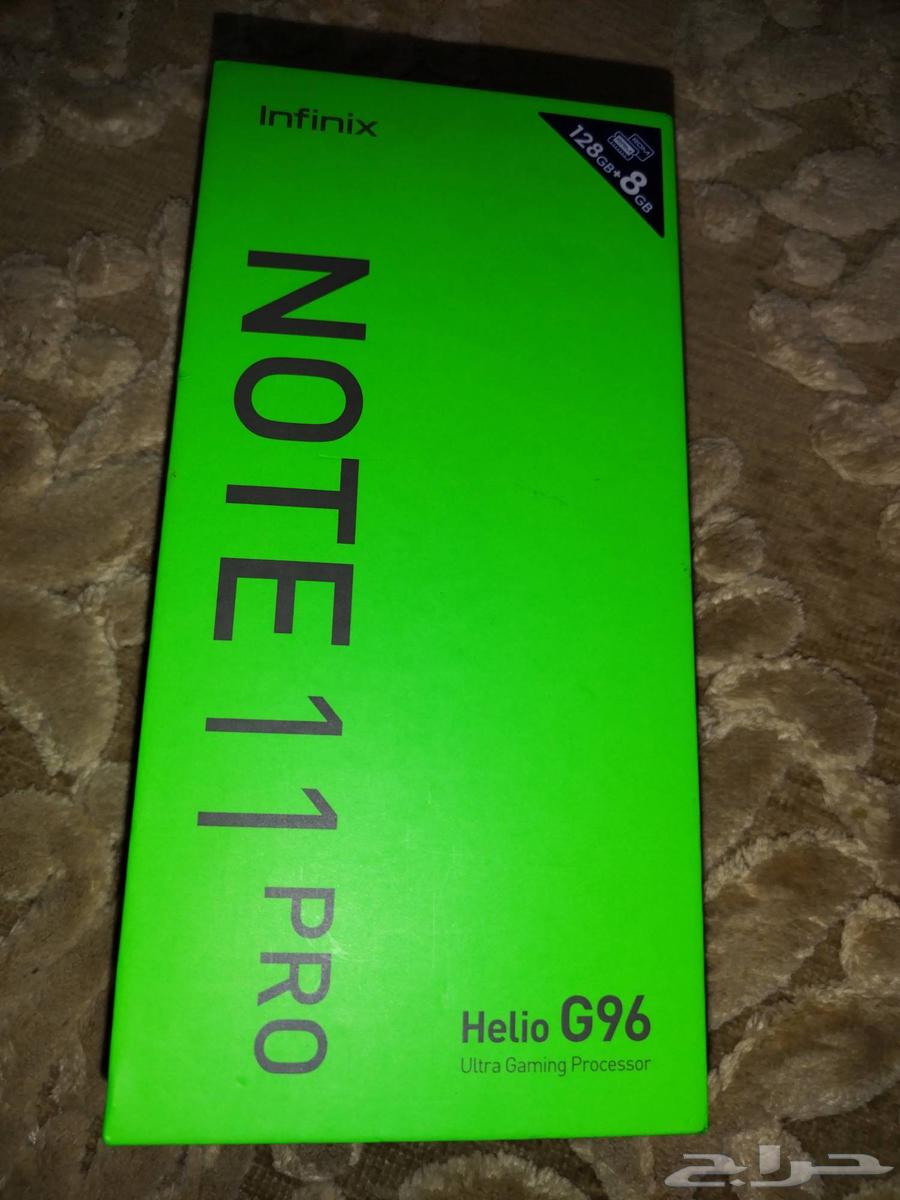 Infinix
128GB+8GB
NOTE 11 PRO
Helio G96
Ultra Gaming Processor
حراج